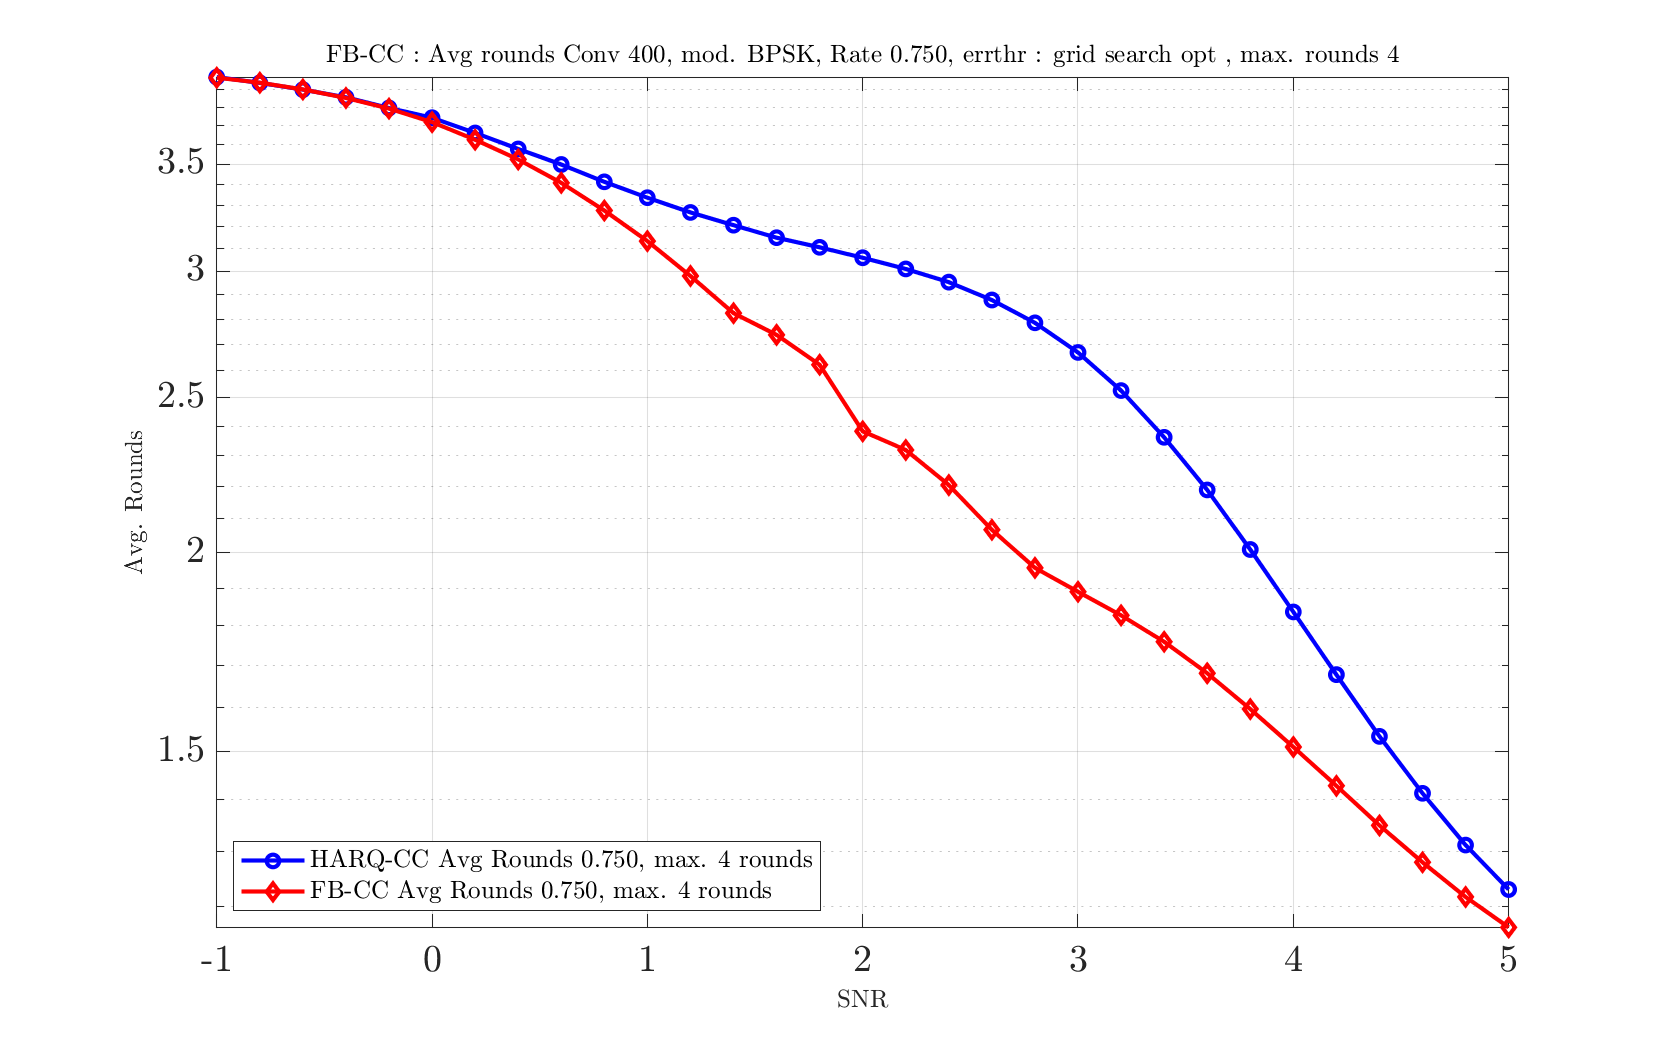 FB-CC : Avg rounds Conv 400, mod. BPSK, Rate 0.750, errthr : grid search opt , max. rounds 4
3.5
3
2.5
2
1.5
Avg. Rounds
HARQ-CC Avg Rounds 0.750, max. 4 rounds
FB-CC Avg Rounds 0.750, max. 4 rounds
-1 0 1 2 3 4 5
SNR